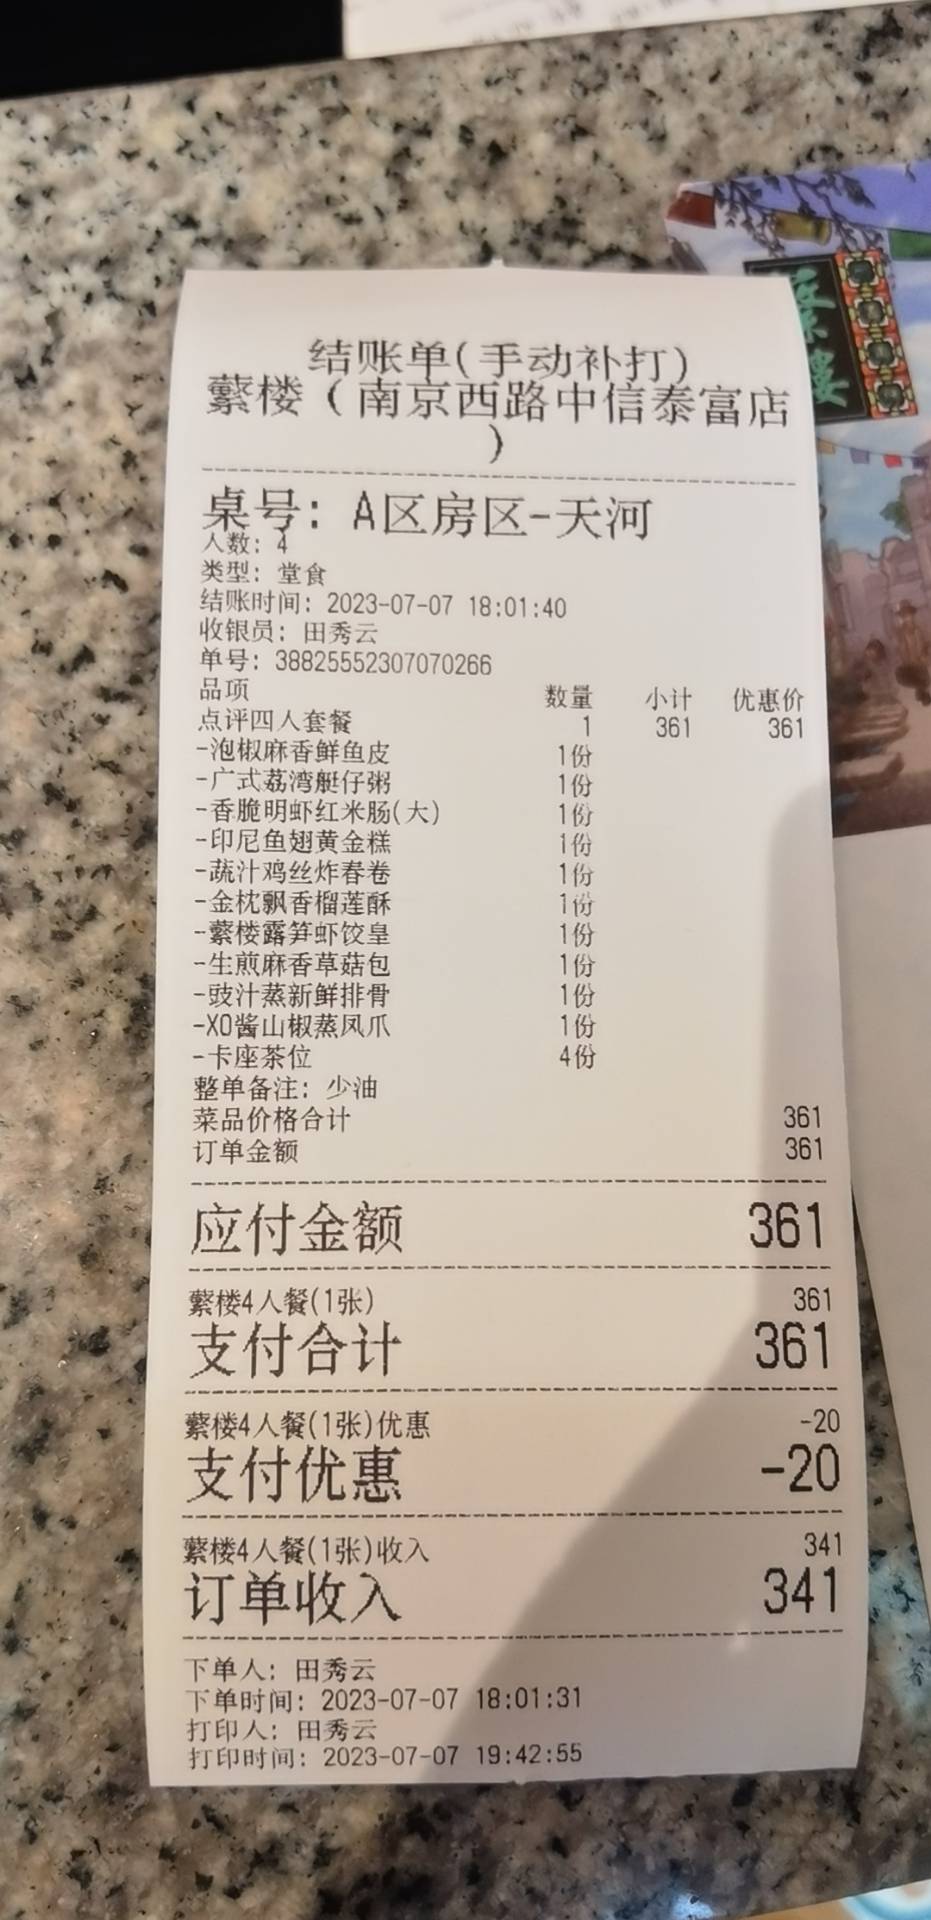 结账单(手动补打)
蘩楼（南京西路中信泰富店
）
桌号：A区房区-天河
人数：4
类型：堂食
结账时间：2023-07-07 18:01:40
收银员：田秀云
单号：38825552307070266
品项 数量 小计 优惠价
点评四人套餐 1 361 361
-泡椒麻香鲜鱼皮 1份
-广式荔湾艇仔粥 1份
-香脆明虾红米肠(大) 1份
-印尼鱼翅黄金糕 1份
-蔬汁鸡丝炸春卷 1份
-金枕飘香榴莲酥 1份
-蘩楼露笋虾饺皇 1份
-生煎麻香草菇包 1份
-豉汁蒸新鲜排骨 1份
-XO酱山椒蒸凤爪 1份
-卡座茶位 4份
整单备注：少油
菜品价格合计 361
订单金额 361
应付金额 361
蘩楼4人餐(1张) 361
支付合计 361
蘩楼4人餐(1张)优惠 -20
支付优惠 -20
蘩楼4人餐(1张)收入 341
订单收入 341
下单人：田秀云
下单时间：2023-07-07 18:01:31
打印人：田秀云
打印时间：2023-07-07 19:42:55